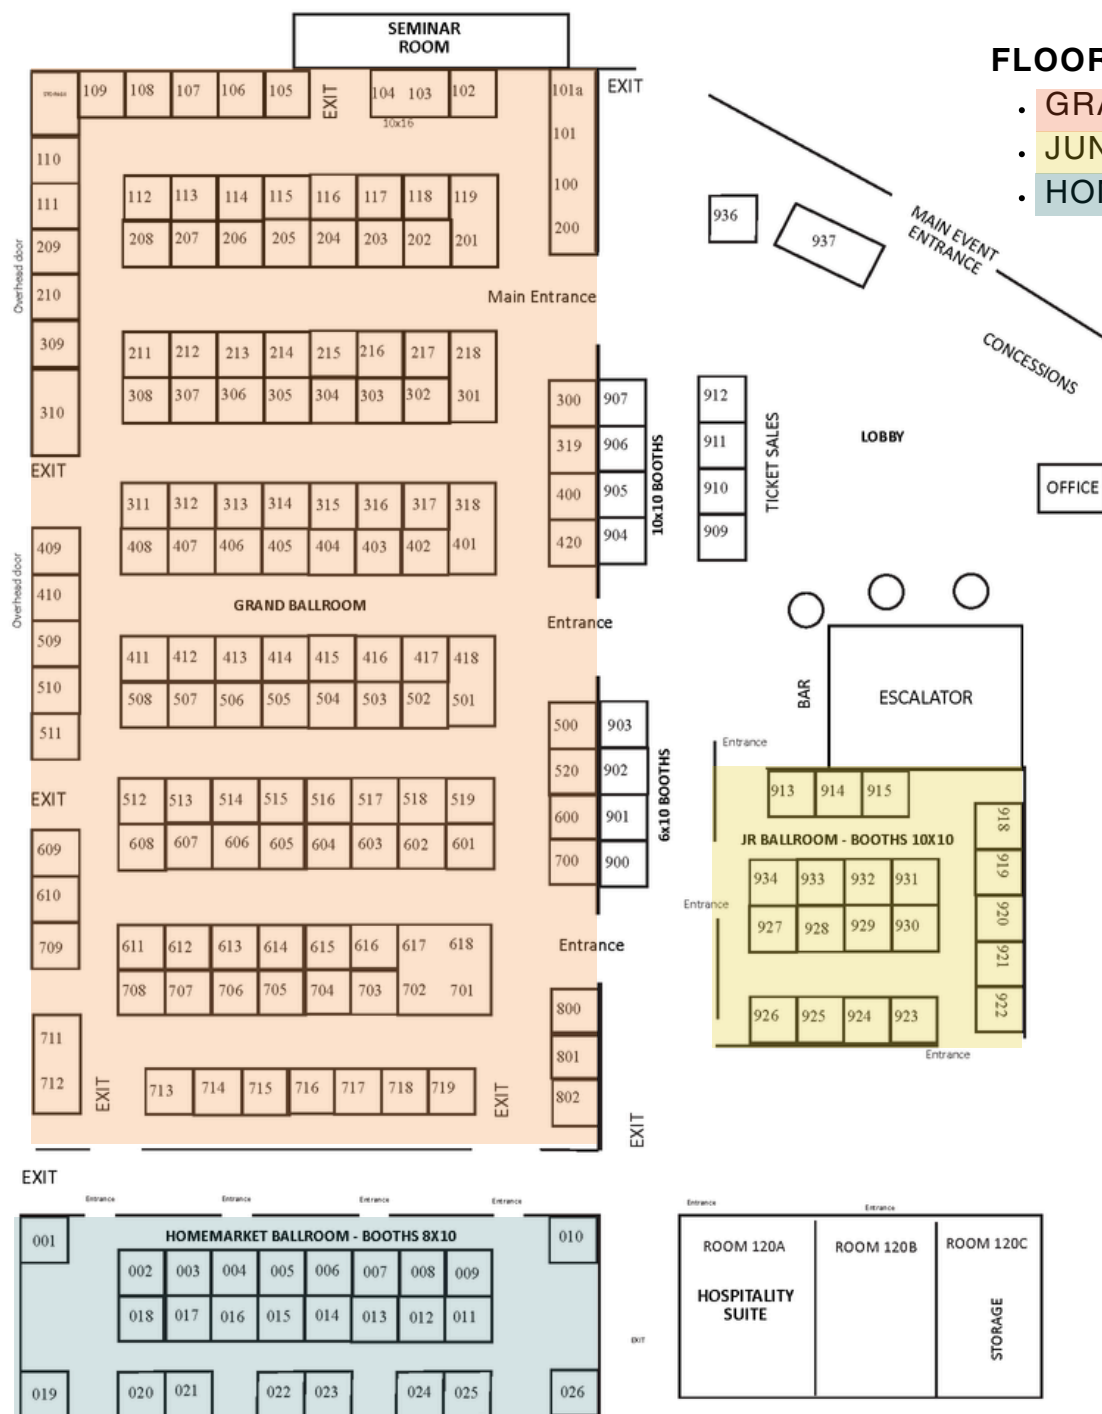 SEMINAR
ROOM
FLOOR
• GRA
• JUN
• HO
STORAGE
109 108 107 106 105
EXIT
104 103 102
10x16
101a
EXIT
101
100
200
110
111
209
210
309
310
EXIT
Overhead door
112 113 114 115 116 117 118 119
208 207 206 205 204 203 202 201
936
937
MAIN EVENT
ENTRANCE
Main Entrance
CONCESSIONS
211 212 213 214 215 216 217 218
308 307 306 305 304 303 302 301
300 907
319 906
400 905
420 904
10x10 BOOTHS
912
911
910
909
TICKET SALES
LOBBY
OFFICE
311 312 313 314 315 316 317 318
408 407 406 405 404 403 402 401
409
410
509
510
511
EXIT
Overhead door
GRAND BALLROOM
Entrance
411 412 413 414 415 416 417 418
508 507 506 505 504 503 502 501
500 903
520 902
600 901
700 900
6x10 BOOTHS
BAR
ESCALATOR
Entrance
512 513 514 515 516 517 518 519
608 607 606 605 604 603 602 601
609
610
709
913 914 915
JR BALLROOM - BOOTHS 10X10
934 933 932 931
Entrance
927 928 929 930
918
919
920
921
922
926 925 924 923
Entrance
Entrance
611 612 613 614 615 616 617 618
708 707 706 705 704 703 702 701
800
801
802
711
712
EXIT
713 714 715 716 717 718 719
EXIT
EXIT
EXIT
Entrance Entrance Entrance Entrance
001
HOMEMARKET BALLROOM - BOOTHS 8X10
010
002 003 004 005 006 007 008 009
018 017 016 015 014 013 012 011
019 020 021 022 023 024 025 026
EXIT
Entrance
Entrance
ROOM 120A ROOM 120B ROOM 120C
HOSPITALITY
SUITE
STORAGE